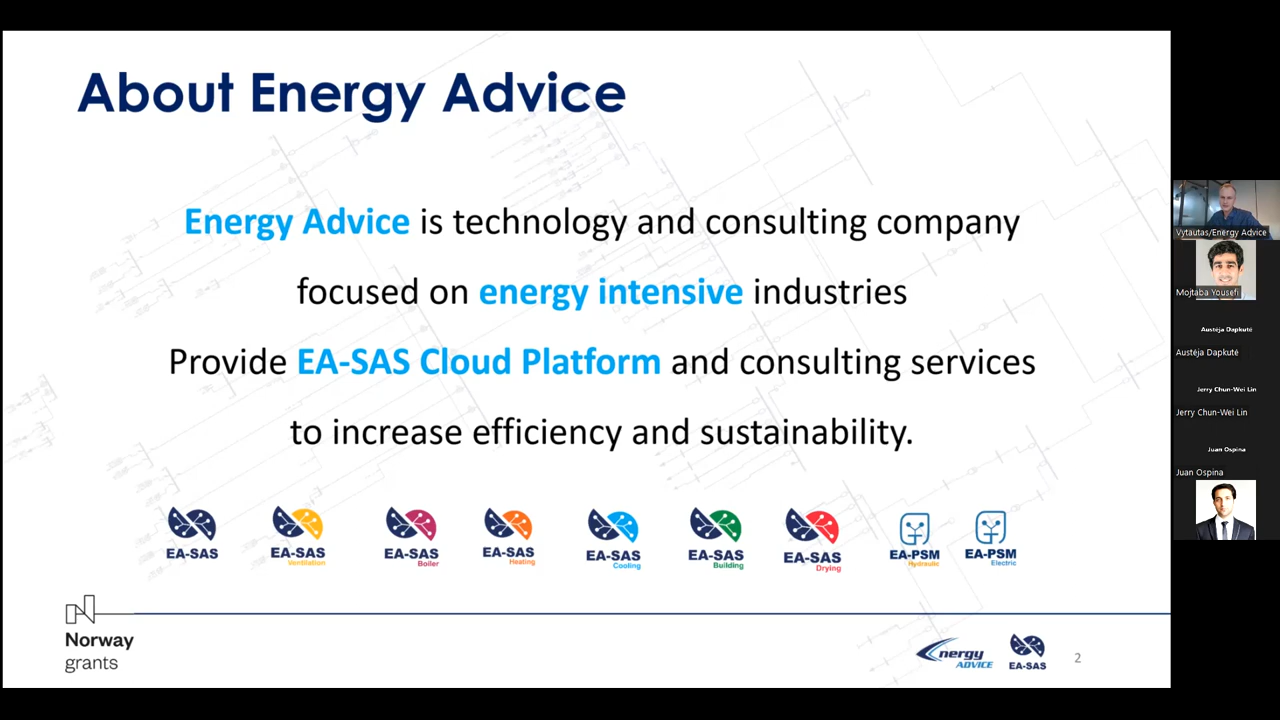 About Energy Advice
Energy Advice is technology and consulting company
focused on energy intensive industries
Provide EA-SAS Cloud Platform and consulting services
to increase efficiency and sustainability.
EA-SAS
EA-SAS
Ventilation
EA-SAS
Boiler
EA-SAS
Heating
EA-SAS
Cooling
EA-SAS
Building
EA-SAS
Drying
EA-PSM
Hydraulic
EA-PSM
Electric
Norway
grants
nergy
ADVICE
EA-SAS
2
Vytautas/Energy Advice
Mojtaba Yousefi
Austėja Dapkutė
Austėja Dapkutė
Jerry Chun-Wei Lin
Jerry Chun-Wei Lin
Juan Ospina
Juan Ospina